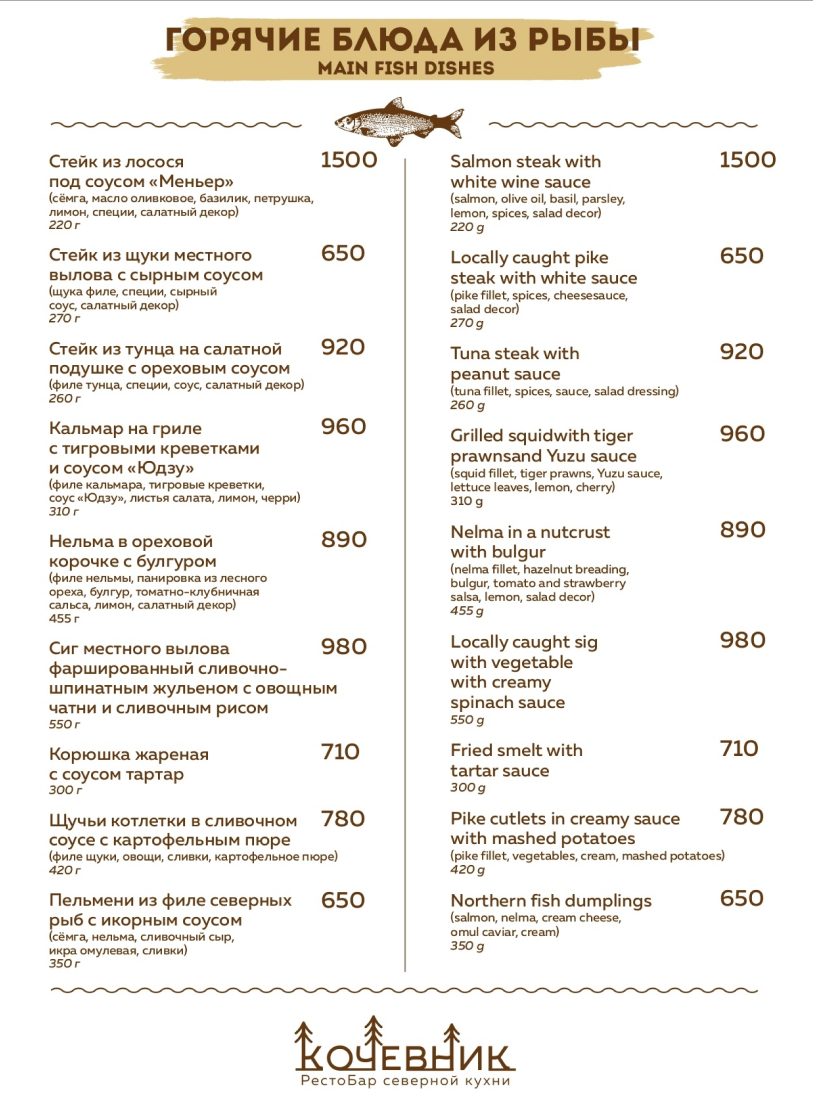 ГОРЯЧИЕ БЛЮДА ИЗ РЫБЫ
MAIN FISH DISHES
Стейк из лосося 1500
под соусом «Меньер»
(сёмга, масло оливковое, базилик, петрушка,
лимон, специи, салатный декор)
220 г
Стейк из щуки местного 650
вылова с сырным соусом
(щука филе, специи, сырный
соус, салатный декор)
270 г
Стейк из тунца на салатной 920
подушке с ореховым соусом
(филе тунца, специи, соус, салатный декор)
260 г
Кальмар на гриле 960
с тигровыми креветками
и соусом «Юдзу»
(филе кальмара, тигровые креветки,
соус «Юдзу», листья салата, лимон, черри)
310 г
Нельма в ореховой 890
корочке с булгуром
(филе нельмы, панировка из лесного
ореха, булгур, томатно-клубничная
сальса, лимон, салатный декор)
455 г
Сиг местного вылова 980
фаршированный сливочно-
шпинатным жульеном с овощным
чатни и сливочным рисом
550 г
Корюшка жареная 710
с соусом тартар
300 г
Щучьи котлетки в сливочном 780
соусе с картофельным пюре
(филе щуки, овощи, сливки, картофельное пюре)
420 г
Пельмени из филе северных 650
рыб с икорным соусом
(сёмга, нельма, сливочный сыр,
икра омулевая, сливки)
350 г
Salmon steak with 1500
white wine sauce
(salmon, olive oil, basil, parsley,
lemon, spices, salad decor)
220 g
Locally caught pike 650
steak with white sauce
(pike fillet, spices, cheesesauce,
salad decor)
270 g
Tuna steak with 920
peanut sauce
(tuna fillet, spices, sauce, salad dressing)
260 g
Grilled squidwith tiger 960
prawnsand Yuzu sauce
(squid fillet, tiger prawns, Yuzu sauce,
lettuce leaves, lemon, cherry)
310 g
Nelma in a nutcrust 890
with bulgur
(nelma fillet, hazelnut breading,
bulgur, tomato and strawberry
salsa, lemon, salad decor)
455 g
Locally caught sig 980
with vegetable
with creamy
spinach sauce
550 g
Fried smelt with 710
tartar sauce
300 g
Pike cutlets in creamy sauce 780
with mashed potatoes
(pike fillet, vegetables, cream, mashed potatoes)
420 g
Northern fish dumplings 650
(salmon, nelma, cream cheese,
omul caviar, cream)
350 g
КОЧЕВНИК
РестоБар северной кухни